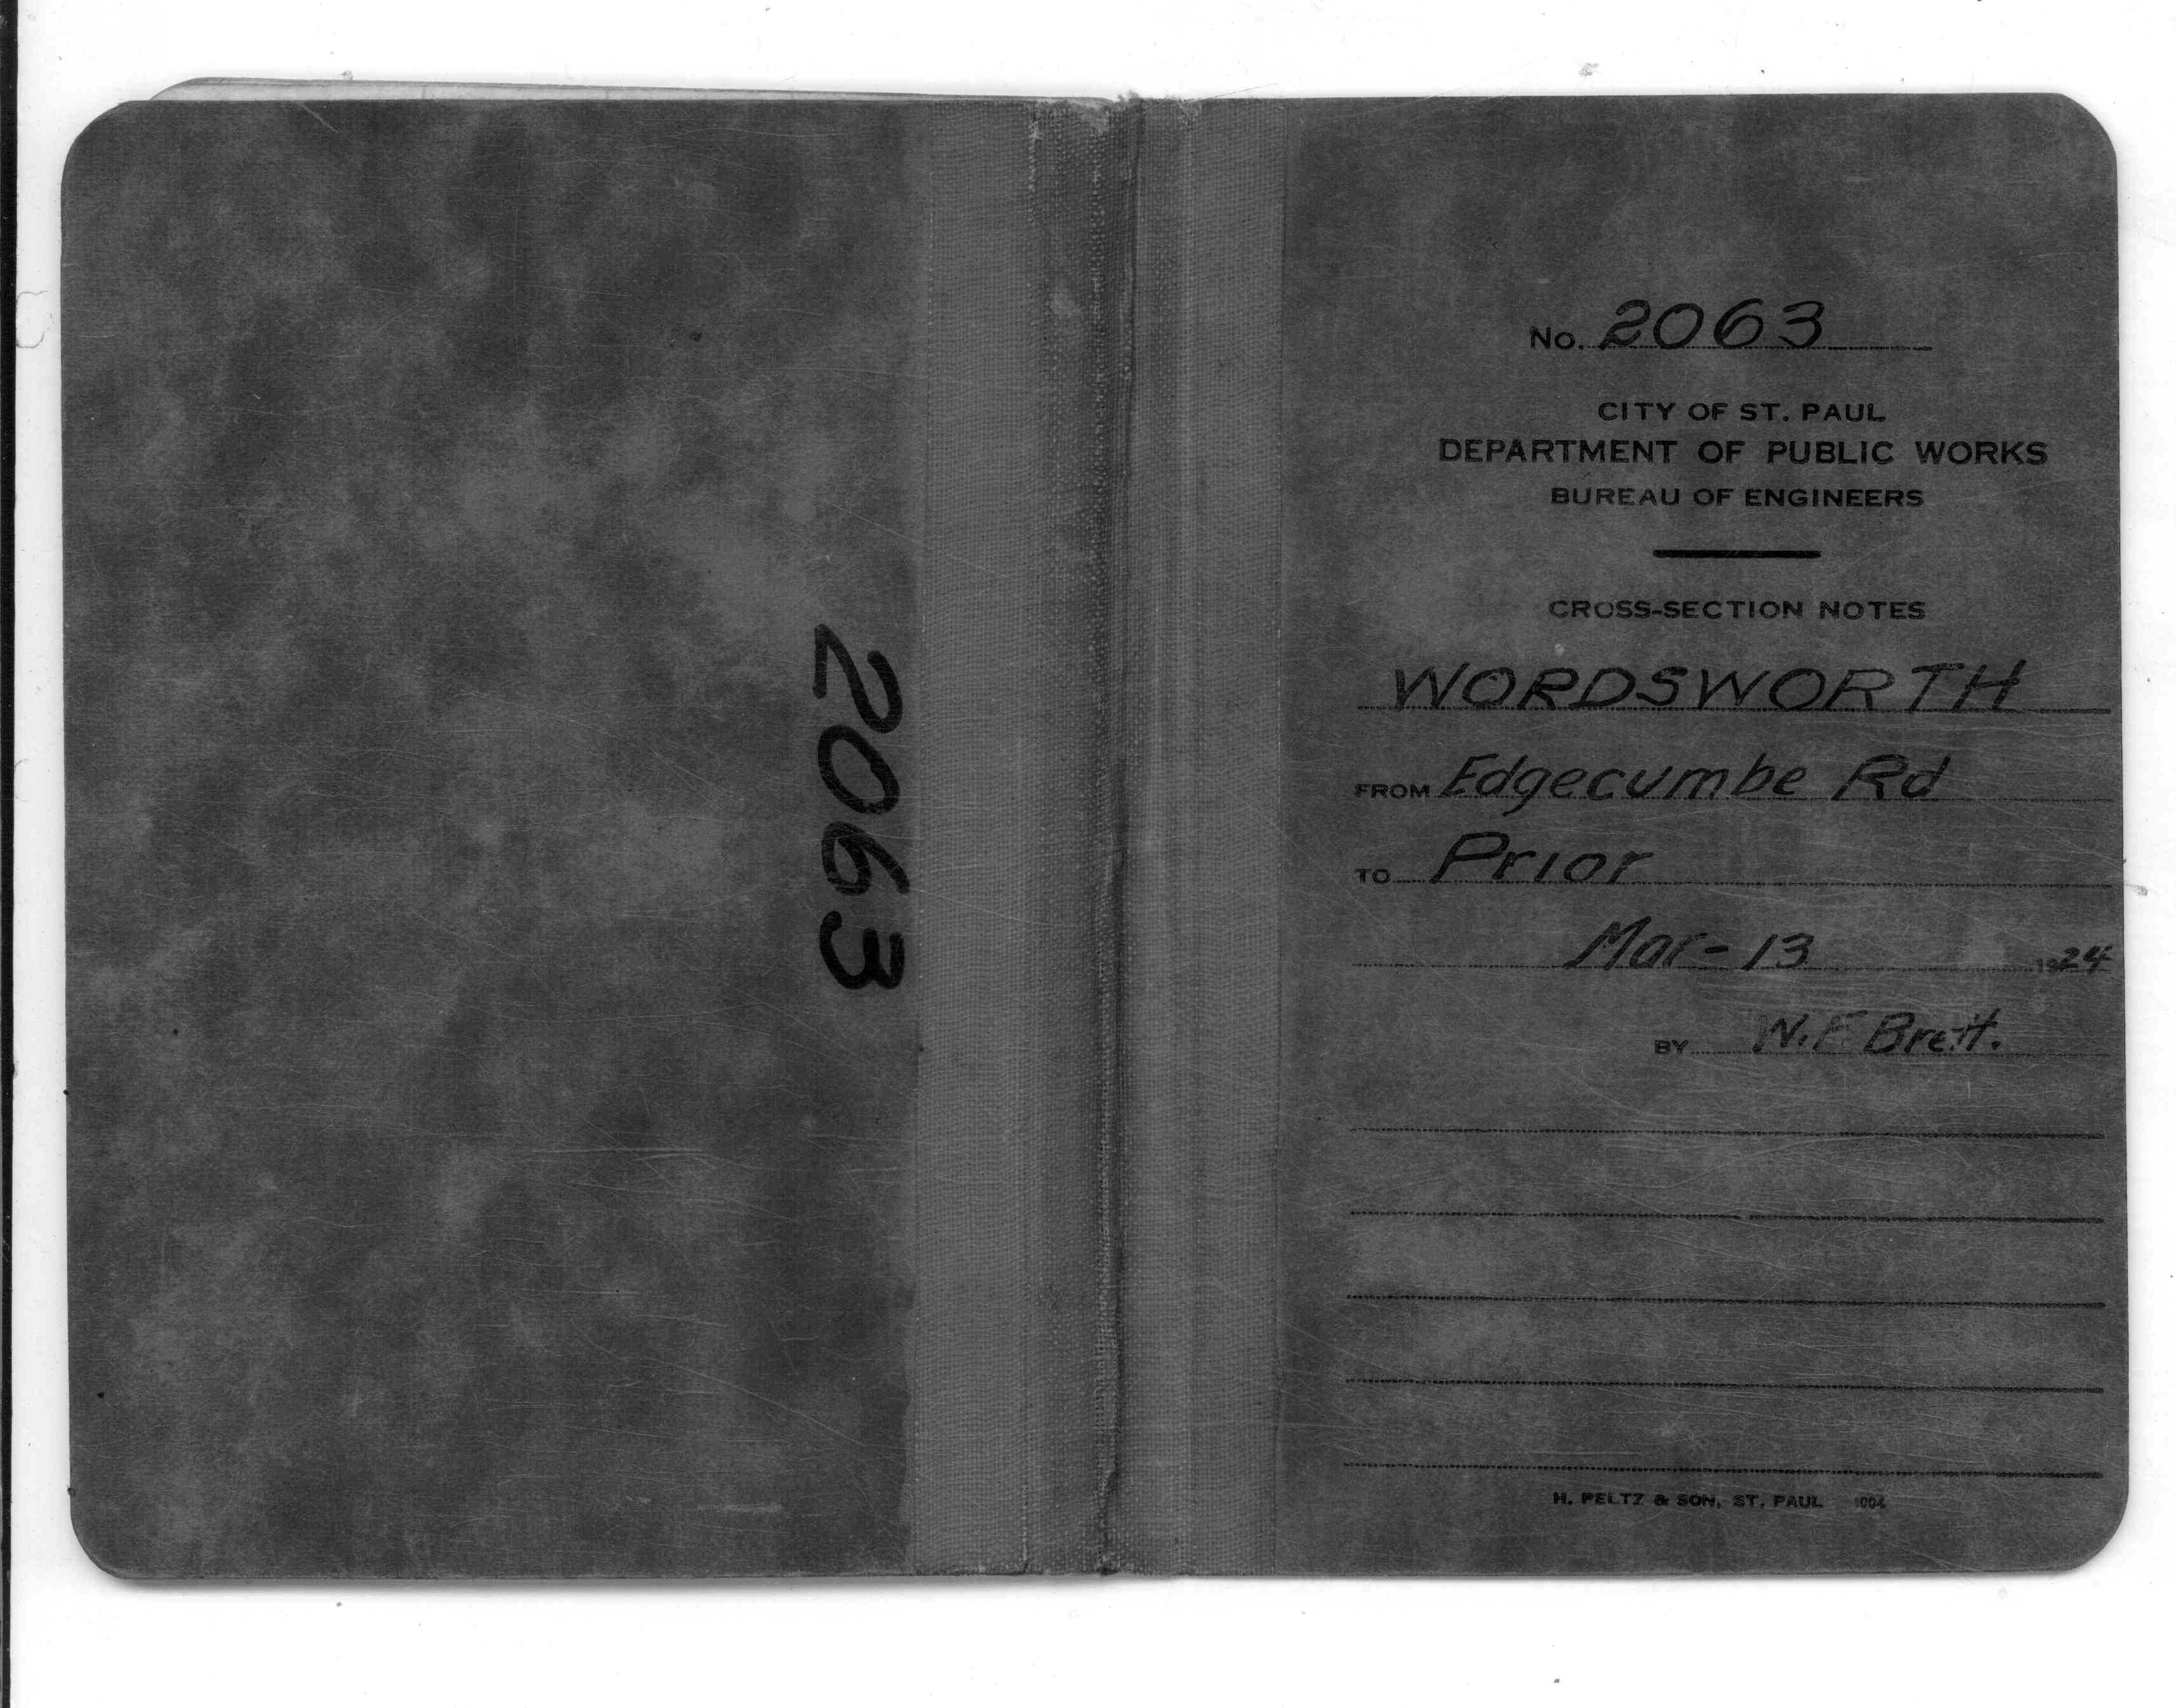 2063
No. 2063
CITY OF ST. PAUL
DEPARTMENT OF PUBLIC WORKS
BUREAU OF ENGINEERS
CROSS-SECTION NOTES
WORDSWORTH
FROM Edgecumbe Rd
TO Prior
Mar-13 1924
BY W.F. Brett.
H. PELTZ & SON, ST. PAUL 1004